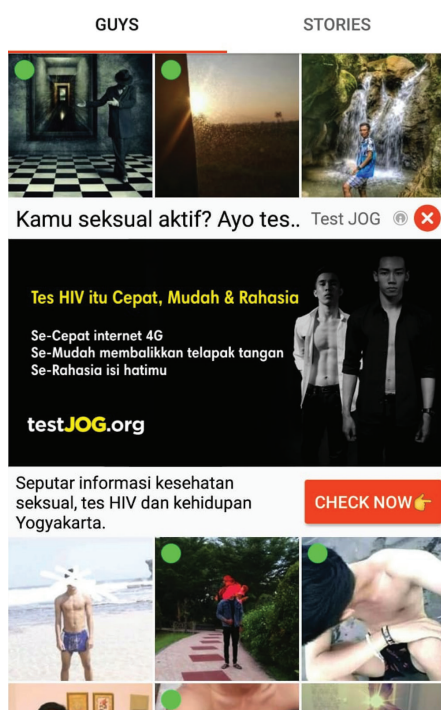 GUYS
STORIES
Kamu seksual aktif? Ayo tes..
Test JOG
Tes HIV itu Cepat, Mudah & Rahasia
Se-Cepat internet 4G
Se-Mudah membalikkan telapak tangan
Se-Rahasia isi hatimu
testJOG.org
Seputar informasi kesehatan
seksual, tes HIV dan kehidupan
Yogyakarta.
CHECK NOW👉